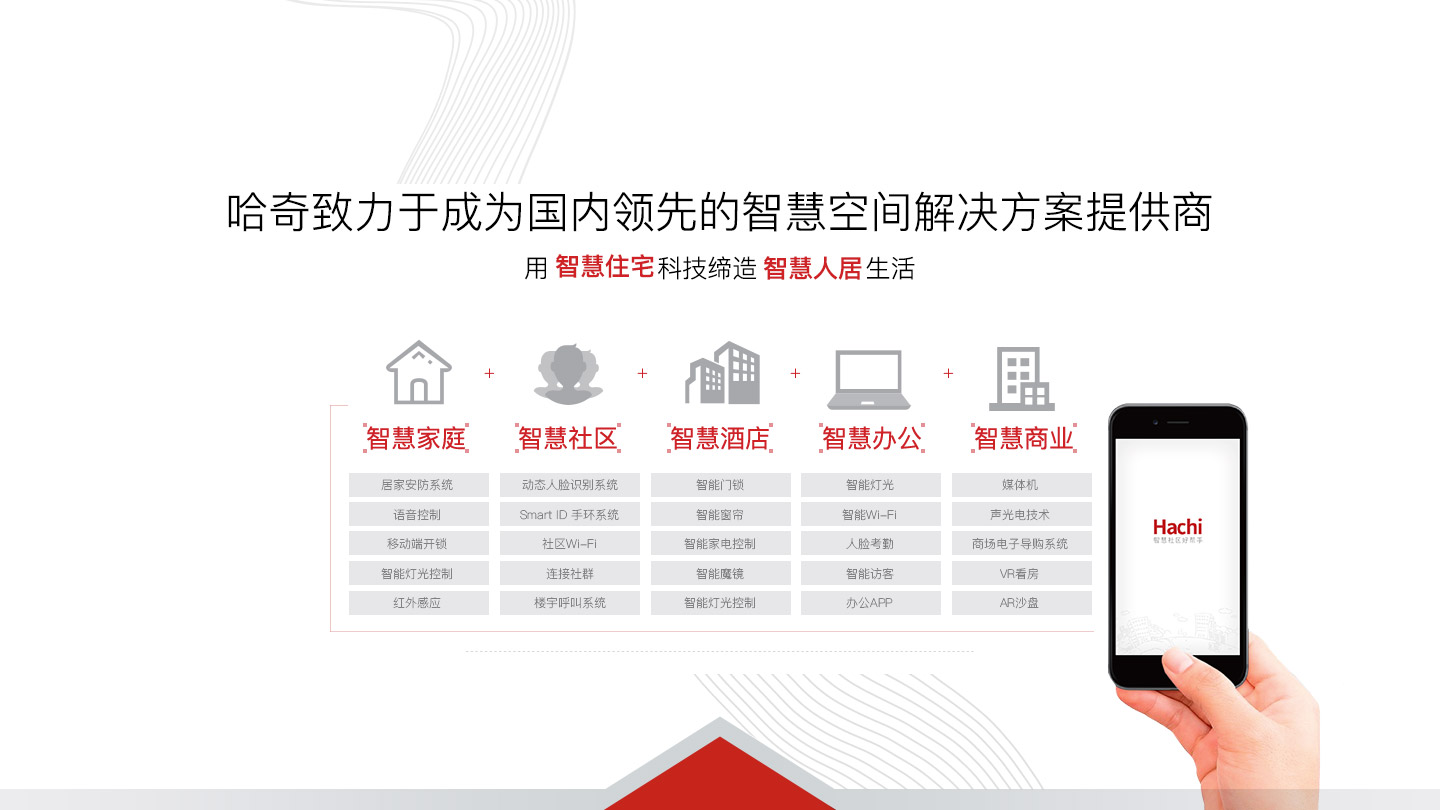 哈奇致力于成为国内领先的智慧空间解决方案提供商
用 智慧住宅科技缔造 智慧人居生活
智慧家庭
居家安防系统
语音控制
移动端开锁
智能灯光控制
红外感应
智慧社区
动态人脸识别系统
Smart ID 手环系统
社区Wi-Fi
连接社群
楼宇呼叫系统
智慧酒店
智能门锁
智能窗帘
智能家电控制
智能魔镜
智能灯光控制
智慧办公
智能灯光
智能Wi-Fi
人脸考勤
智能访客
办公APP
智慧商业
媒体机
声光电技术
商场电子导购系统
VR看房
AR沙盘
Hachi
智慧社区好帮手